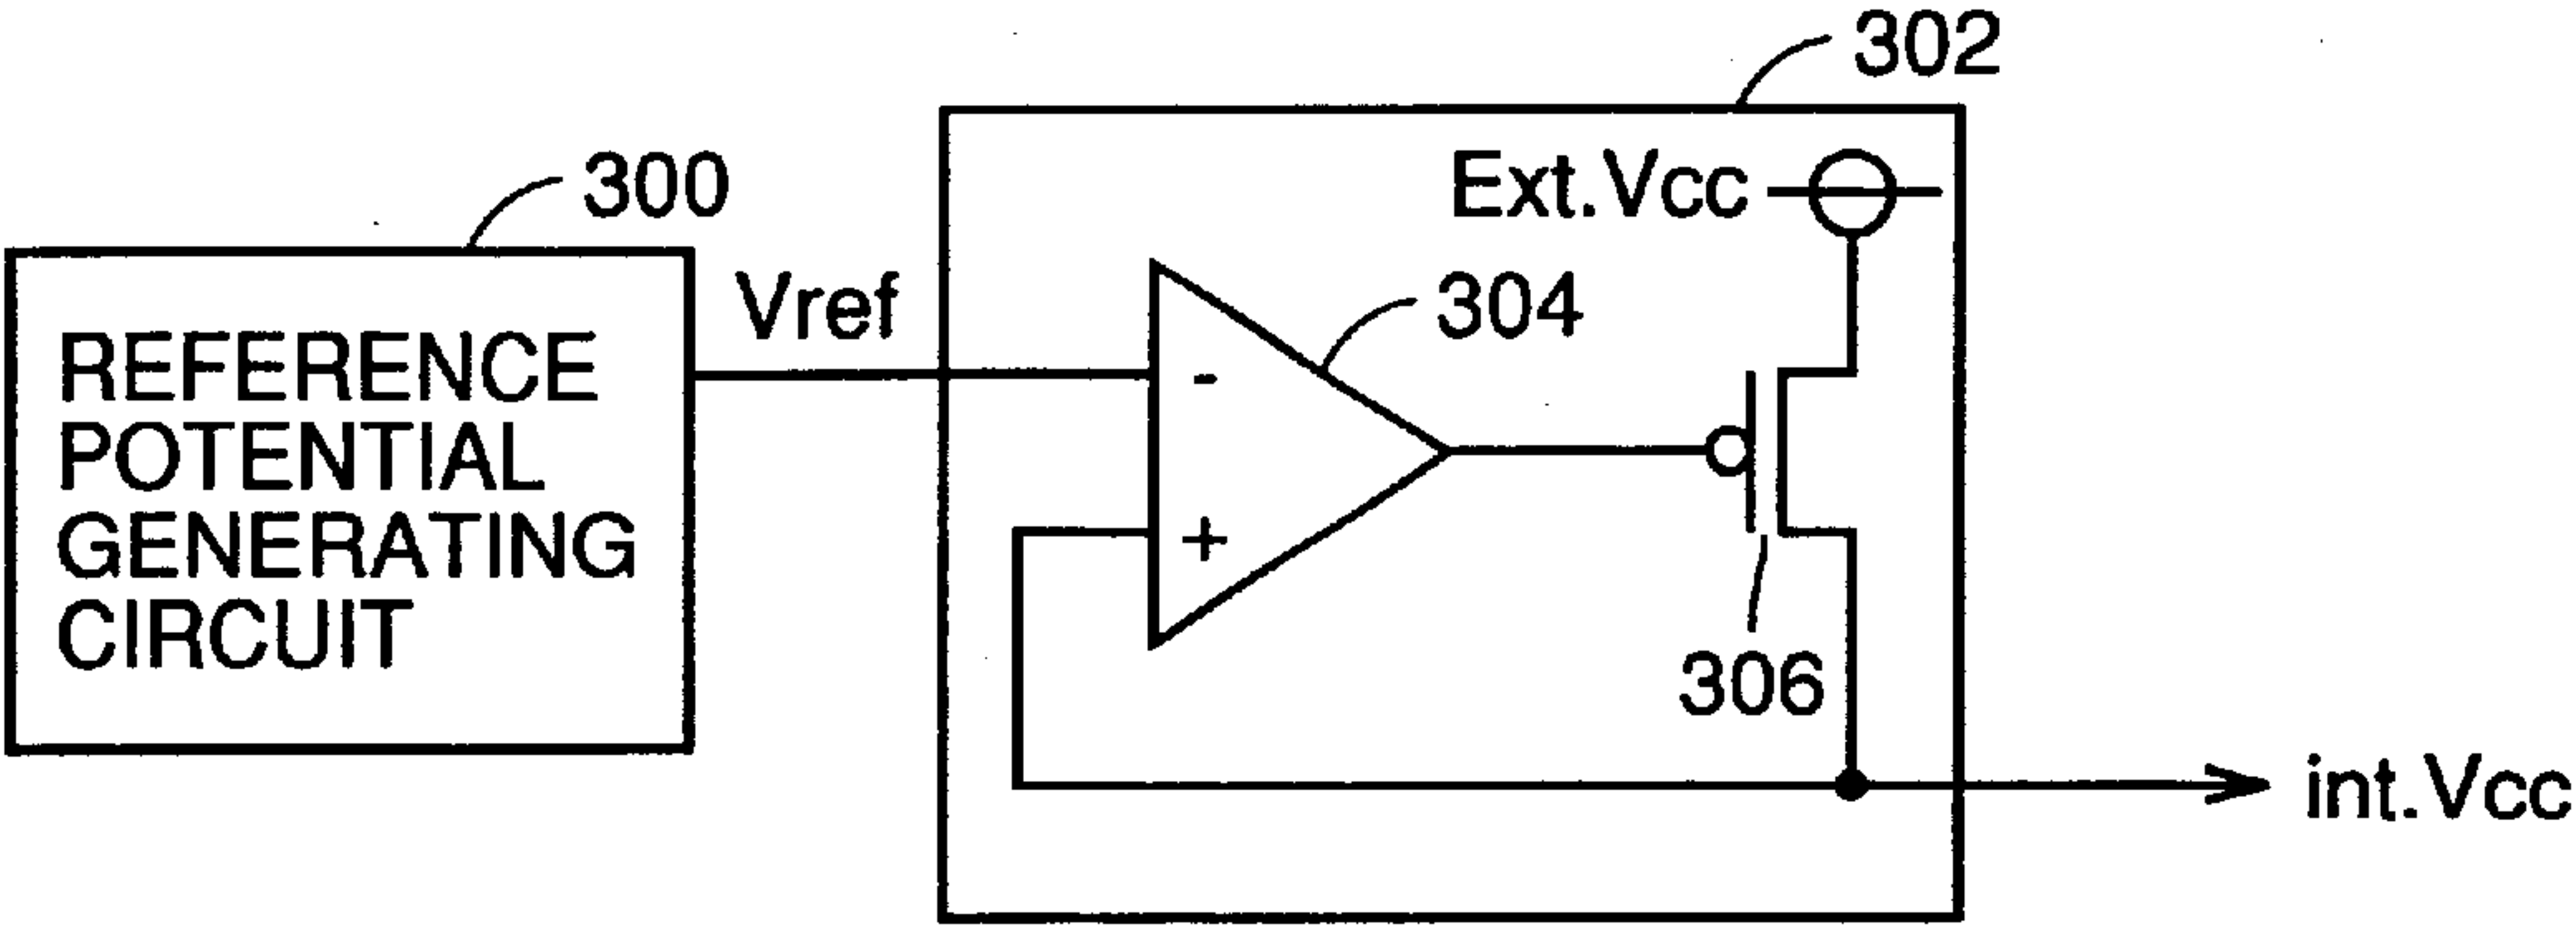 302
300
Ext.Vcc
Vref
304
REFERENCE
POTENTIAL
GENERATING
CIRCUIT
-
+
306
int.Vcc